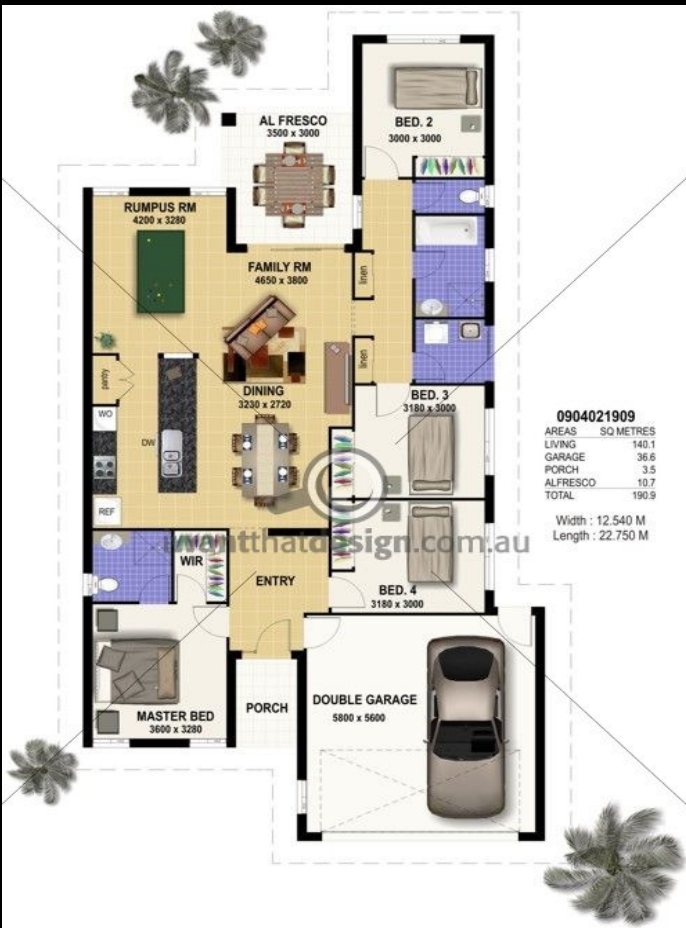 AL FRESCO
3500 x 3000
BED. 2
3000 x 3000
RUMPUS RM
4200 x 3280
FAMILY RM
4650 x 3800
linen
linen
pantry
DINING
3230 x 2720
BED. 3
3180 x 3000
WO
DW
REF
0904021909
AREAS SQ METRES
LIVING 140.1
GARAGE 36.6
PORCH 3.5
ALFRESCO 10.7
TOTAL 190.9
Width : 12.540 M
Length : 22.750 M
iwantthatdesign.com.au
WIR
ENTRY
BED. 4
3180 x 3000
MASTER BED
3600 x 3280
PORCH
DOUBLE GARAGE
5800 x 5600